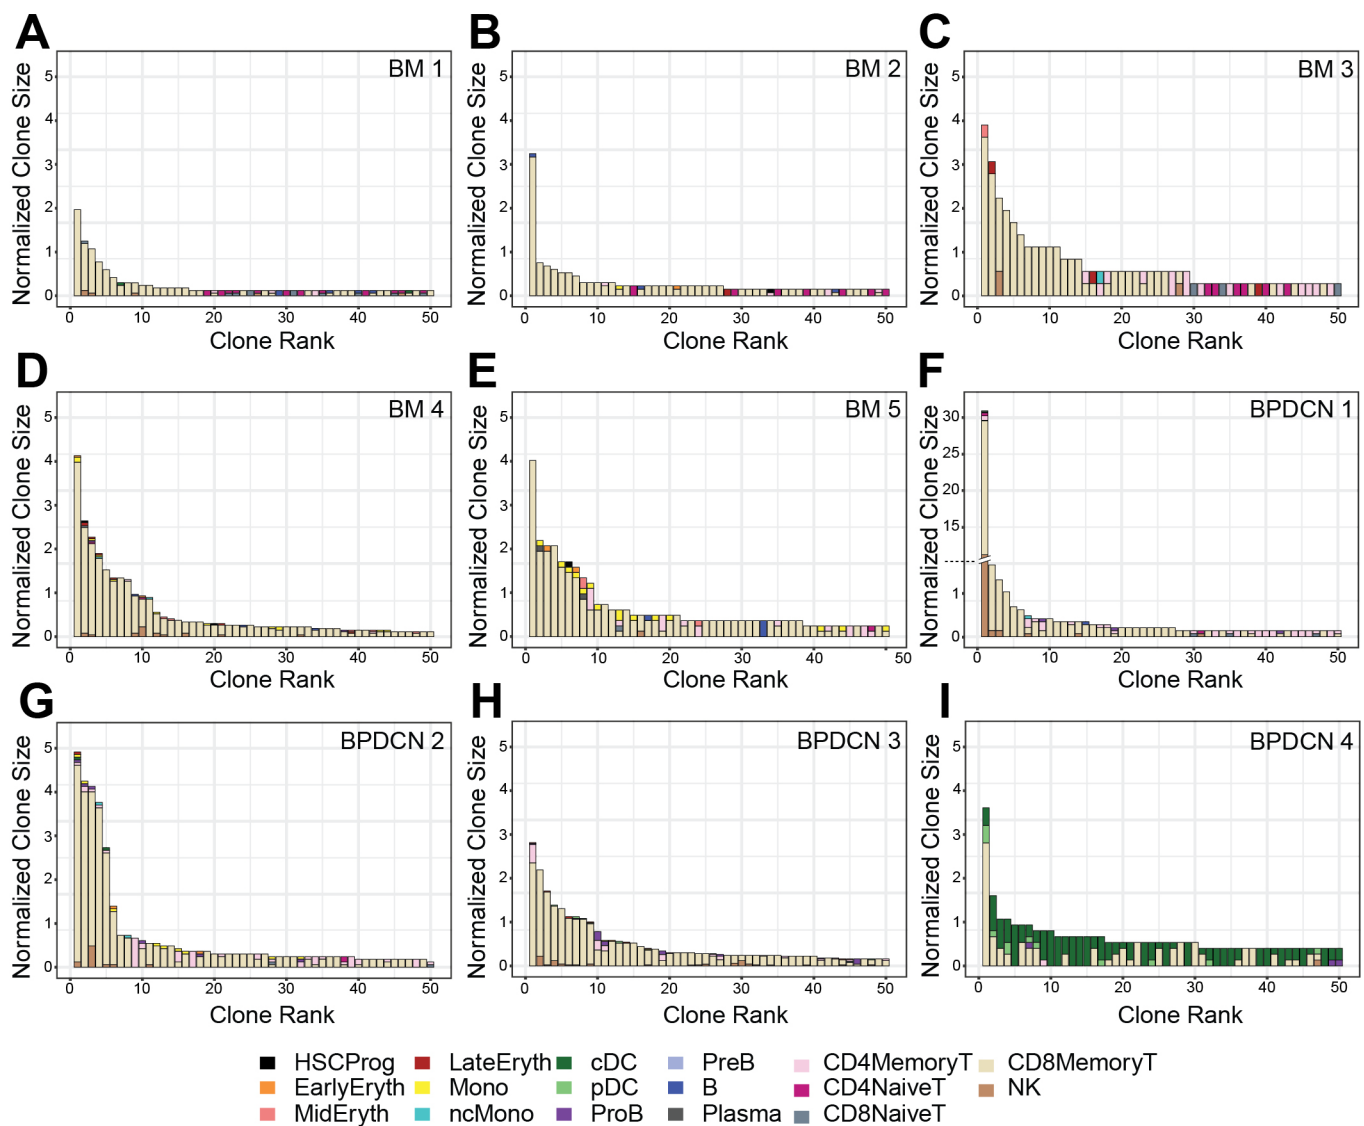 A
BM 1
Normalized Clone Size
5
4
3
2
1
0
0 10 20 30 40 50
Clone Rank
B
BM 2
Normalized Clone Size
5
4
3
2
1
0
0 10 20 30 40 50
Clone Rank
C
BM 3
Normalized Clone Size
5
4
3
2
1
0
0 10 20 30 40 50
Clone Rank
D
BM 4
Normalized Clone Size
5
4
3
2
1
0
0 10 20 30 40 50
Clone Rank
E
BM 5
Normalized Clone Size
5
4
3
2
1
0
0 10 20 30 40 50
Clone Rank
F
BPDCN 1
Normalized Clone Size
30
25
20
15
1
0
0 10 20 30 40 50
Clone Rank
G
BPDCN 2
Normalized Clone Size
5
4
3
2
1
0
0 10 20 30 40 50
Clone Rank
H
BPDCN 3
Normalized Clone Size
5
4
3
2
1
0
0 10 20 30 40 50
Clone Rank
I
BPDCN 4
Normalized Clone Size
5
4
3
2
1
0
0 10 20 30 40 50
Clone Rank
HSCProg LateEryth cDC PreB CD4MemoryT CD8MemoryT
EarlyEryth Mono pDC B CD4NaiveT NK
MidEryth ncMono ProB Plasma CD8NaiveT